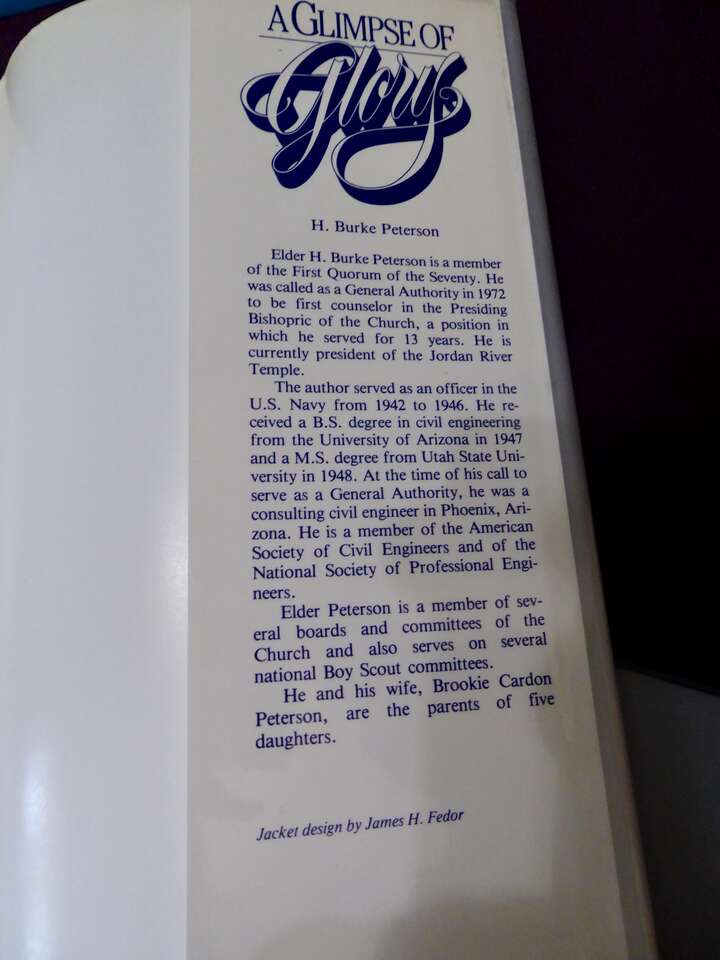 A GLIMPSE OF
Glory
H. Burke Peterson
Elder H. Burke Peterson is a member
of the First Quorum of the Seventy. He
was called as a General Authority in 1972
to be first counselor in the Presiding
Bishopric of the Church, a position in
which he served for 13 years. He is
currently president of the Jordan River
Temple.
The author served as an officer in the
U.S. Navy from 1942 to 1946. He re-
ceived a B.S. degree in civil engineering
from the University of Arizona in 1947
and a M.S. degree from Utah State Uni-
versity in 1948. At the time of his call to
serve as a General Authority, he was a
consulting civil engineer in Phoenix, Ari-
zona. He is a member of the American
Society of Civil Engineers and of the
National Society of Professional Engi-
neers.
Elder Peterson is a member of sev-
eral boards and committees of the
Church and also serves on several
national Boy Scout committees.
He and his wife, Brookie Cardon
Peterson, are the parents of five
daughters.
Jacket design by James H. Fedor